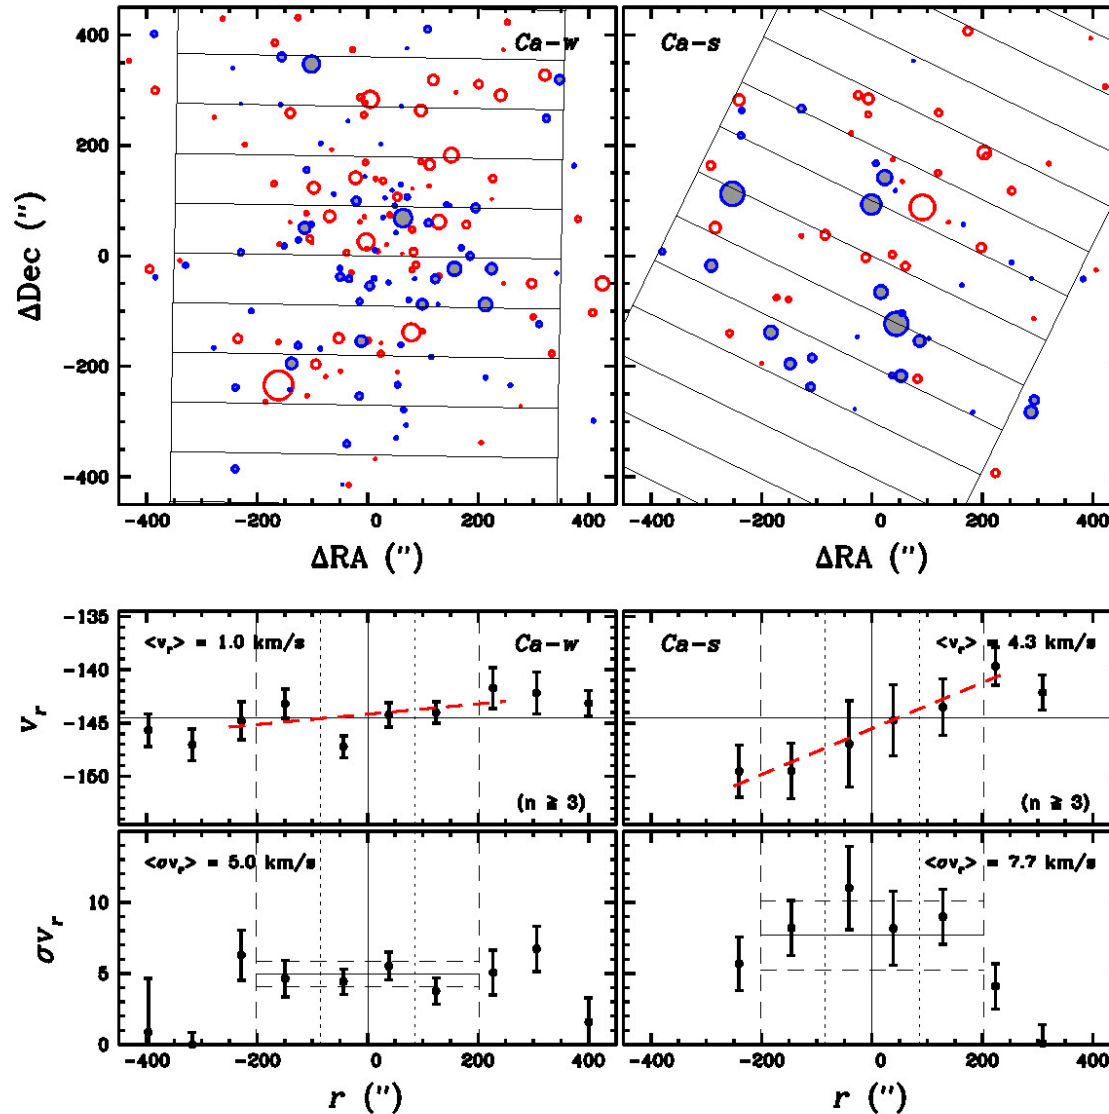 Ca-w
Ca-s
400
200
0
-200
-400
ΔDec (")
-400 -200 0 200 400
-400 -200 0 200 400
ΔRA (")
ΔRA (")
<v_r> = 1.0 km/s
Ca-w
Ca-s
<v_r> = 4.3 km/s
-135
-140
-145
-160
v_r
(n ≧ 3)
(n ≧ 3)
<σv_r> = 5.0 km/s
<σv_r> = 7.7 km/s
10
5
0
σv_r
-400 -200 0 200 400
-400 -200 0 200 400
r (")
r (")